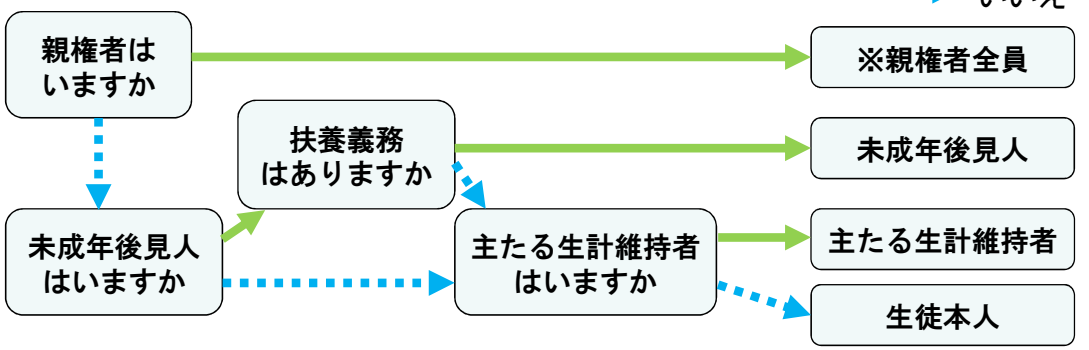 いいえ
親権者は
いますか
※親権者全員
扶養義務
はありますか
未成年後見人
未成年後見人
はいますか
主たる生計維持者
はいますか
主たる生計維持者
生徒本人